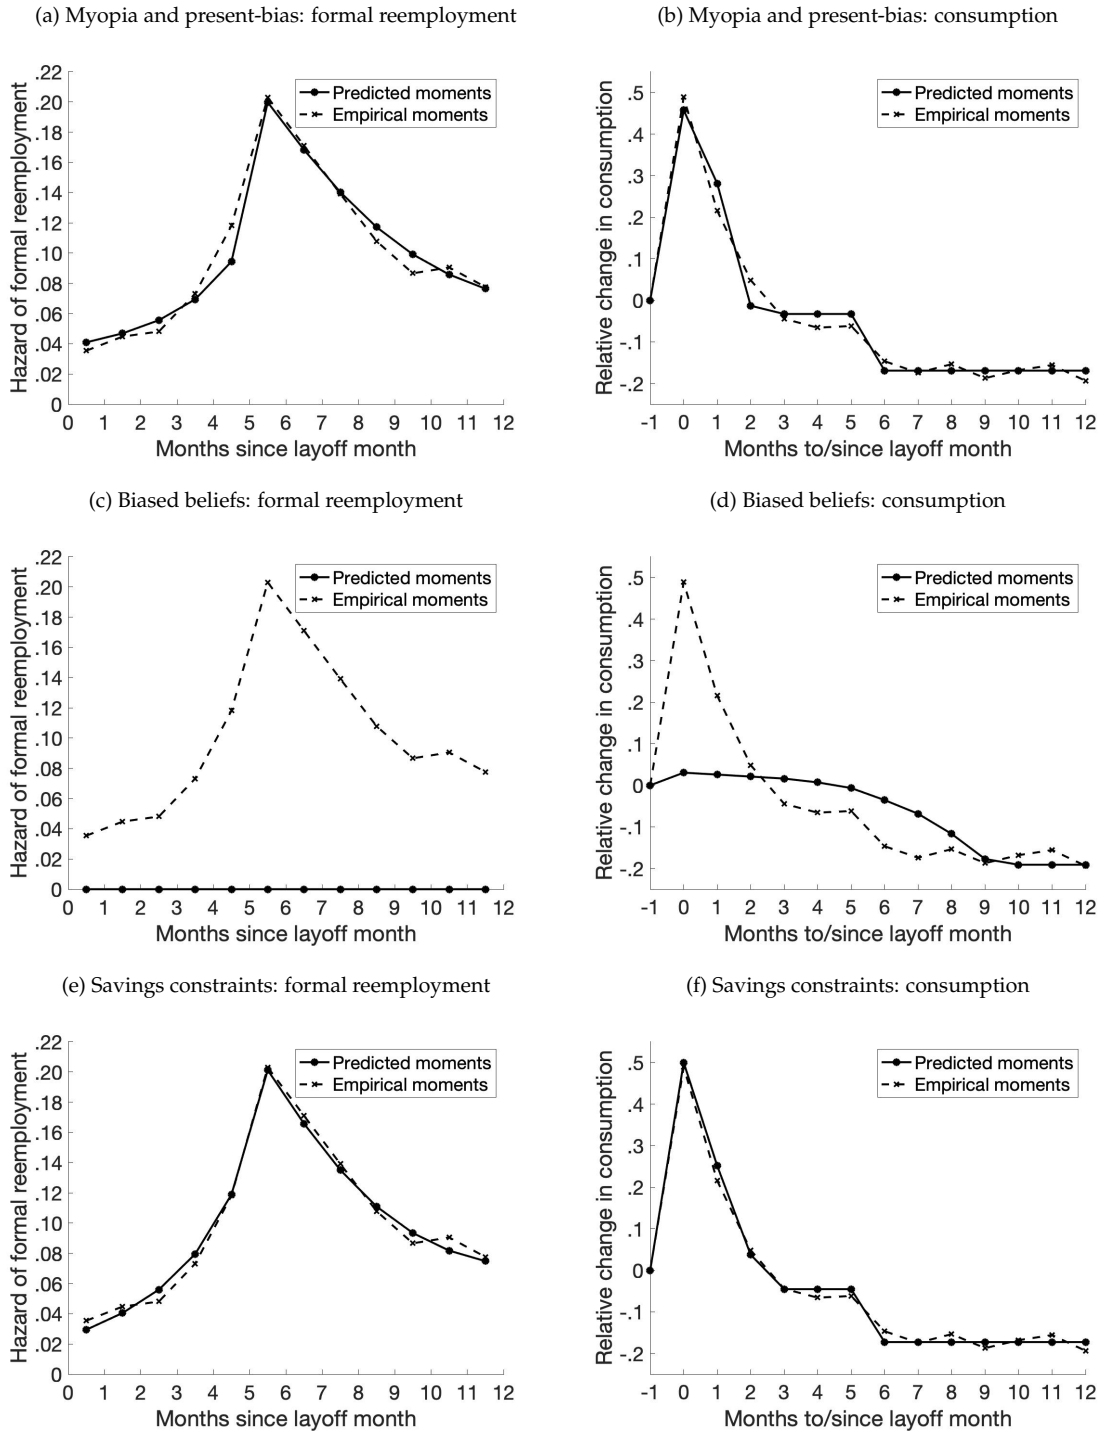 (a) Myopia and present-bias: formal reemployment
.22
.20
.18
.16
.14
.12
.10
.08
.06
.04
.02
0
Hazard of formal reemployment
Predicted moments
Empirical moments
0 1 2 3 4 5 6 7 8 9 10 11 12
Months since layoff month
(b) Myopia and present-bias: consumption
.5
.4
.3
.2
.1
0
-.1
-.2
Relative change in consumption
Predicted moments
Empirical moments
-1 0 1 2 3 4 5 6 7 8 9 10 11 12
Months to/since layoff month
(c) Biased beliefs: formal reemployment
.22
.20
.18
.16
.14
.12
.10
.08
.06
.04
.02
0
Hazard of formal reemployment
Predicted moments
Empirical moments
0 1 2 3 4 5 6 7 8 9 10 11 12
Months since layoff month
(d) Biased beliefs: consumption
.5
.4
.3
.2
.1
0
-.1
-.2
Relative change in consumption
Predicted moments
Empirical moments
-1 0 1 2 3 4 5 6 7 8 9 10 11 12
Months to/since layoff month
(e) Savings constraints: formal reemployment
.22
.20
.18
.16
.14
.12
.10
.08
.06
.04
.02
0
Hazard of formal reemployment
Predicted moments
Empirical moments
0 1 2 3 4 5 6 7 8 9 10 11 12
Months since layoff month
(f) Savings constraints: consumption
.5
.4
.3
.2
.1
0
-.1
-.2
Relative change in consumption
Predicted moments
Empirical moments
-1 0 1 2 3 4 5 6 7 8 9 10 11 12
Months to/since layoff month